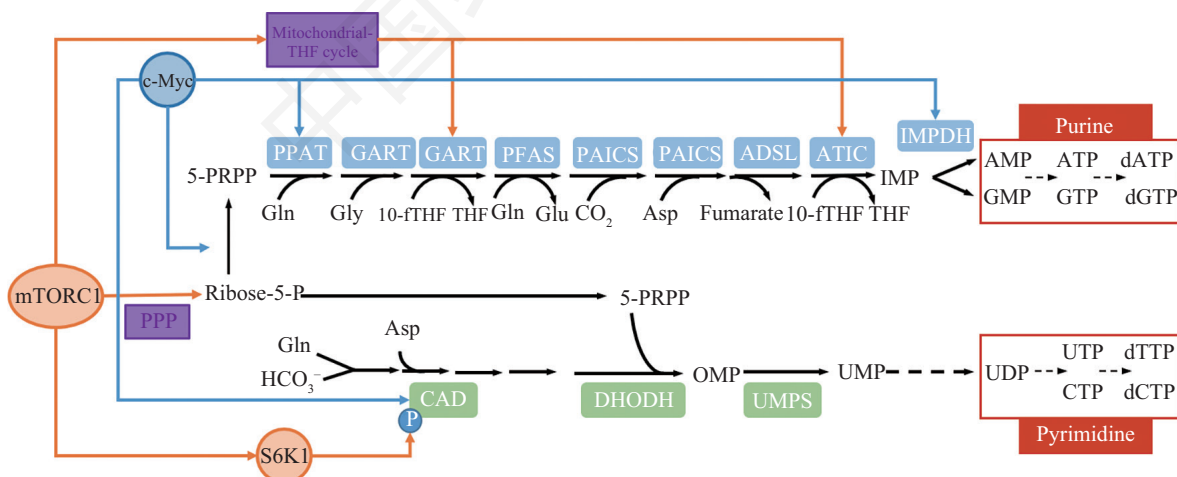 Mitochondrial-
THF cycle
c-Myc
中国
IMPDH
Purine
PPAT GART GART PFAS PAICS PAICS ADSL ATIC
5-PRPP
IMP
AMP ATP dATP
GMP GTP dGTP
Gln Gly 10-fTHF THF Gln Glu CO₂ Asp Fumarate 10-fTHF THF
mTORC1
Ribose-5-P
5-PRPP
PPP
Asp
Gln
HCO₃⁻
OMP
UMP
UDP
UTP dTTP
CTP dCTP
CAD
DHODH
UMPS
P
Pyrimidine
S6K1